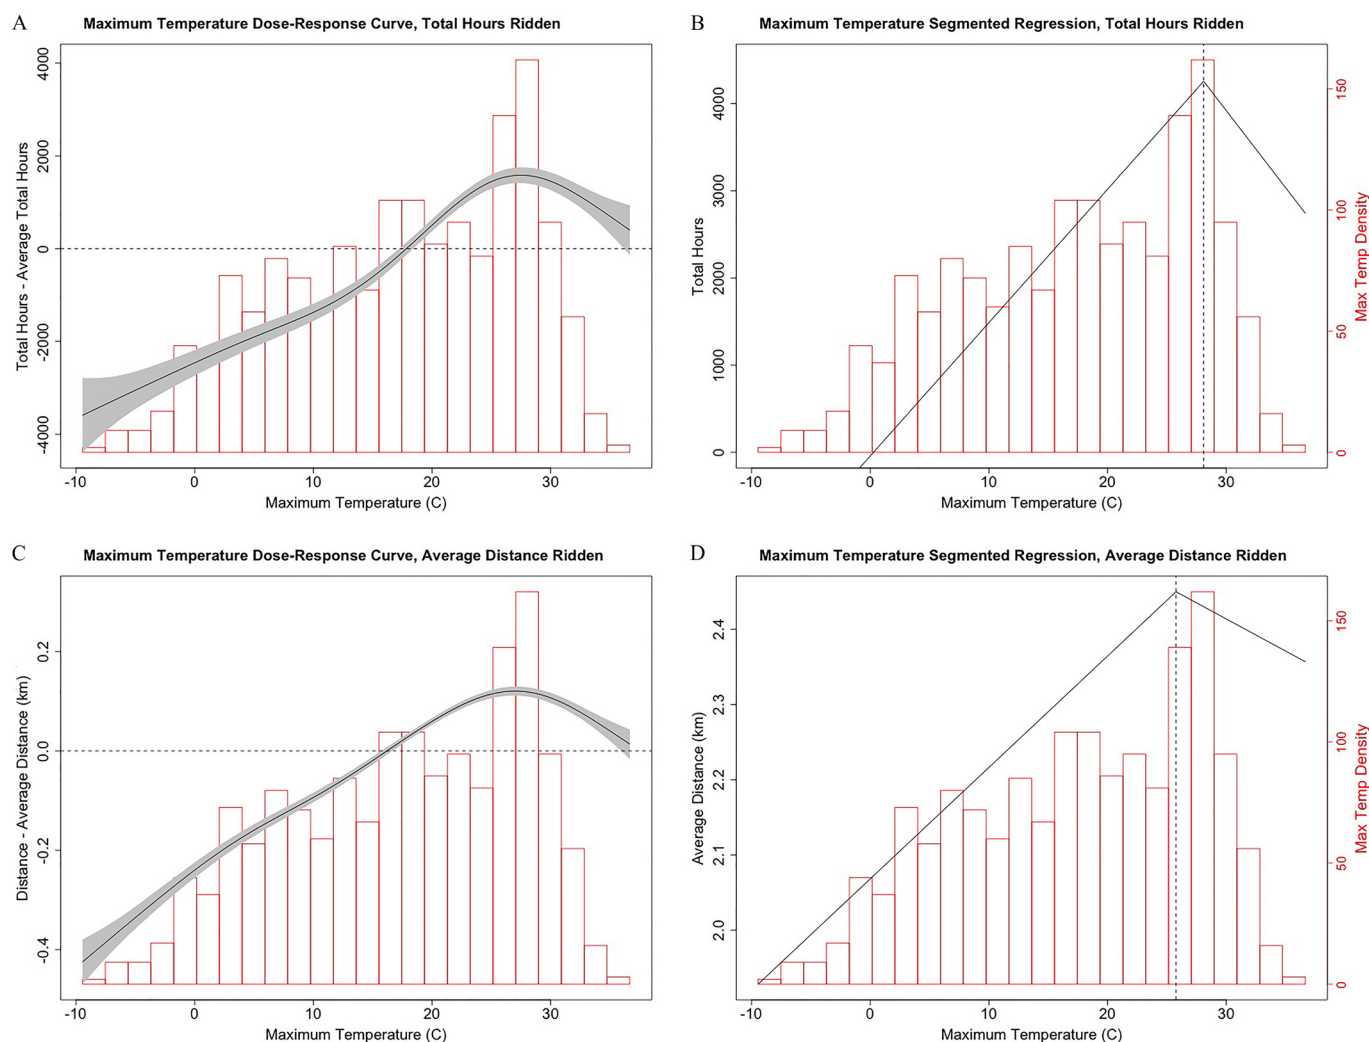 A
Maximum Temperature Dose-Response Curve, Total Hours Ridden
Total Hours - Average Total Hours
4000
2000
0
-2000
-4000
-10 0 10 20 30
Maximum Temperature (C)
B
Maximum Temperature Segmented Regression, Total Hours Ridden
Total Hours
4000
3000
2000
1000
0
150
100
50
0
Max Temp Density
-10 0 10 20 30
Maximum Temperature (C)
C
Maximum Temperature Dose-Response Curve, Average Distance Ridden
Distance - Average Distance (km)
0.2
0.0
-0.2
-0.4
-10 0 10 20 30
Maximum Temperature (C)
D
Maximum Temperature Segmented Regression, Average Distance Ridden
Average Distance (km)
2.4
2.3
2.2
2.1
2.0
150
100
50
0
Max Temp Density
-10 0 10 20 30
Maximum Temperature (C)